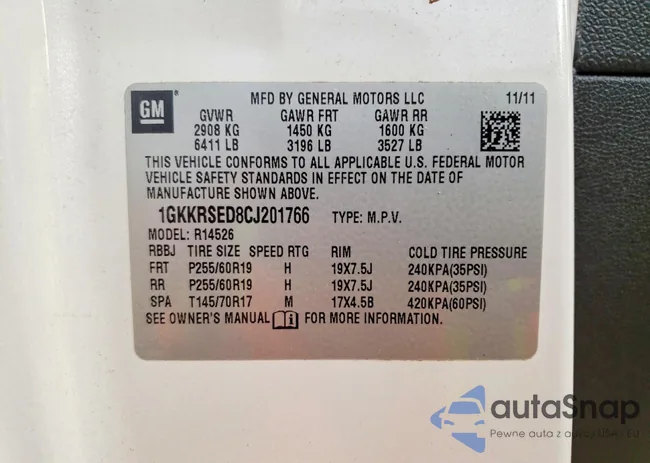 GM
MFD BY GENERAL MOTORS LLC 11/11
GVWR GAWR FRT GAWR RR
2908 KG 1450 KG 1600 KG
6411 LB 3196 LB 3527 LB
THIS VEHICLE CONFORMS TO ALL APPLICABLE U.S. FEDERAL MOTOR
VEHICLE SAFETY STANDARDS IN EFFECT ON THE DATE OF
MANUFACTURE SHOWN ABOVE.
1GKKRSED8CJ201766 TYPE: M.P.V.
MODEL: R14526
RBBJ TIRE SIZE SPEED RTG RIM COLD TIRE PRESSURE
FRT P255/60R19 H 19X7.5J 240KPA(35PSI)
RR P255/60R19 H 19X7.5J 240KPA(35PSI)
SPA T145/70R17 M 17X4.5B 420KPA(60PSI)
SEE OWNER'S MANUAL FOR MORE INFORMATION.
autaSnap
Pewne auta z